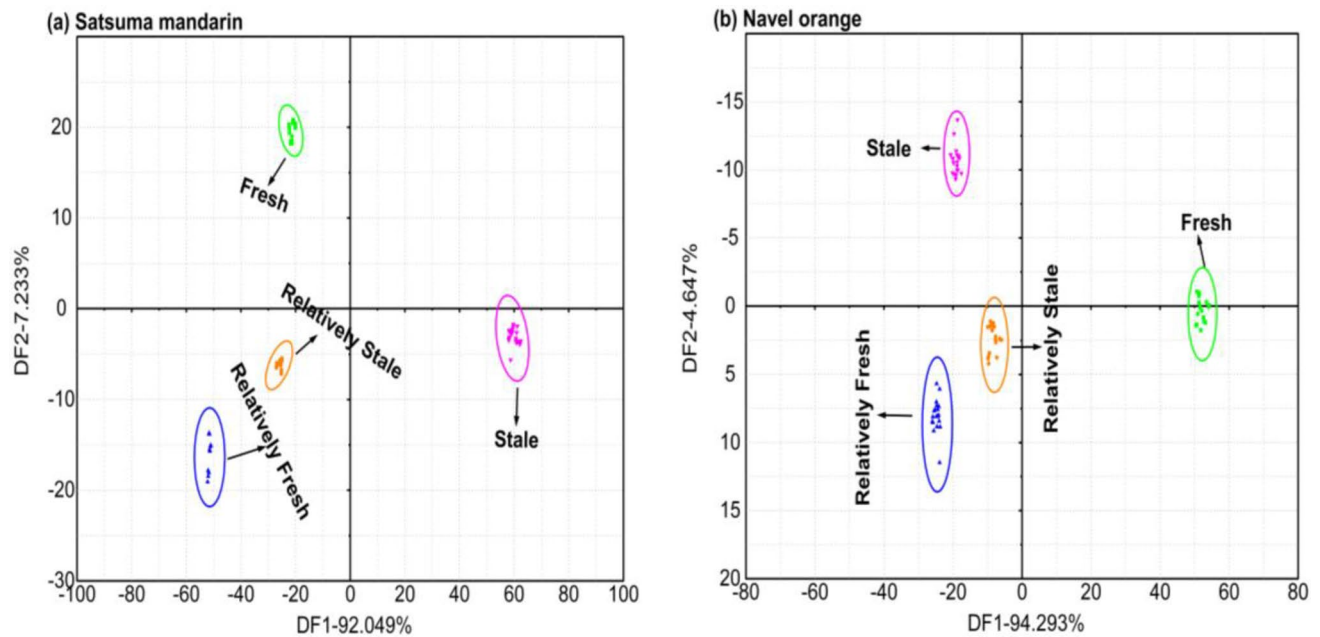 (a) Satsuma mandarin
20
10
0
-10
-20
-30
-100
-80
-60
-40
-20
0
20
40
60
80
100
DF2-7.233%
DF1-92.049%
Fresh
Relatively Stale
Relatively Fresh
Stale
(b) Navel orange
-15
-10
-5
0
5
10
15
20
-80
-60
-40
-20
0
20
40
60
80
DF2-4.647%
DF1-94.293%
Stale
Fresh
Relatively Stale
Relatively Fresh